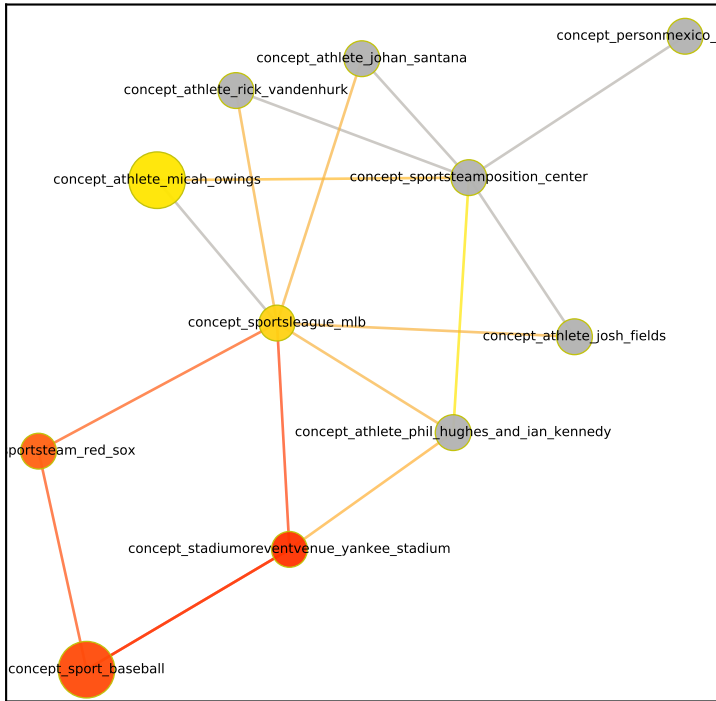 concept_personmexico_
concept_athlete_johan_santana
concept_athlete_rick_vandenhurk
concept_athlete_micah_owings
concept_sportsteamposition_center
concept_sportsleague_mlb
concept_athlete_josh_fields
concept_athlete_phil_hughes_and_ian_kennedy
portsteam_red_sox
concept_stadiumoreventvenue_yankee_stadium
concept_sport_baseball